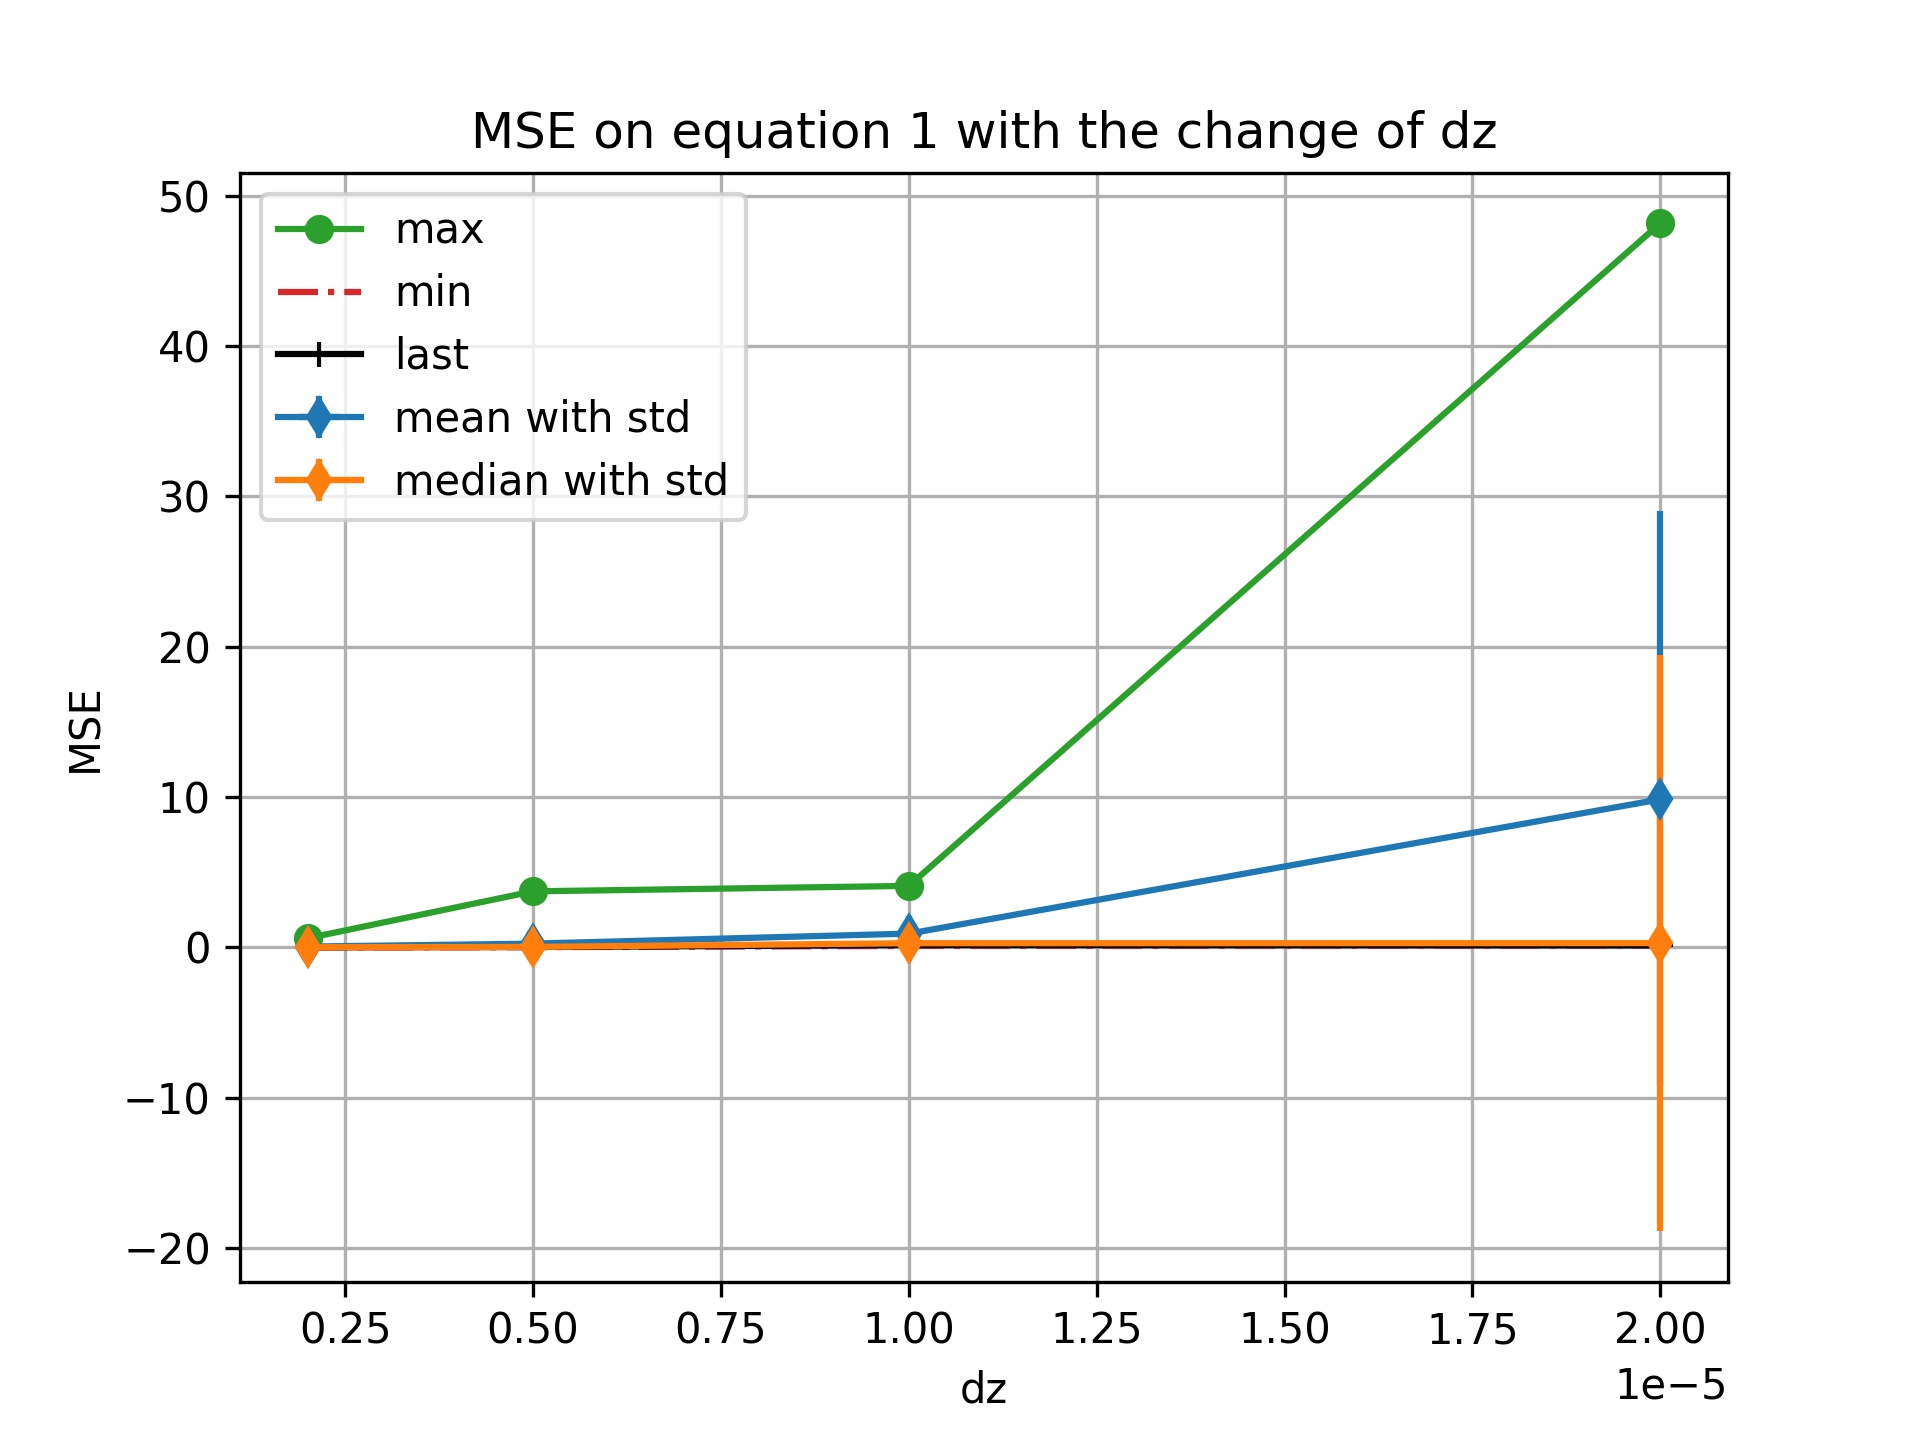 MSE on equation 1 with the change of dz
50
40
30
20
10
0
−10
−20
MSE
max
min
last
mean with std
median with std
0.25 0.50 0.75 1.00 1.25 1.50 1.75 2.00
1e−5
dz